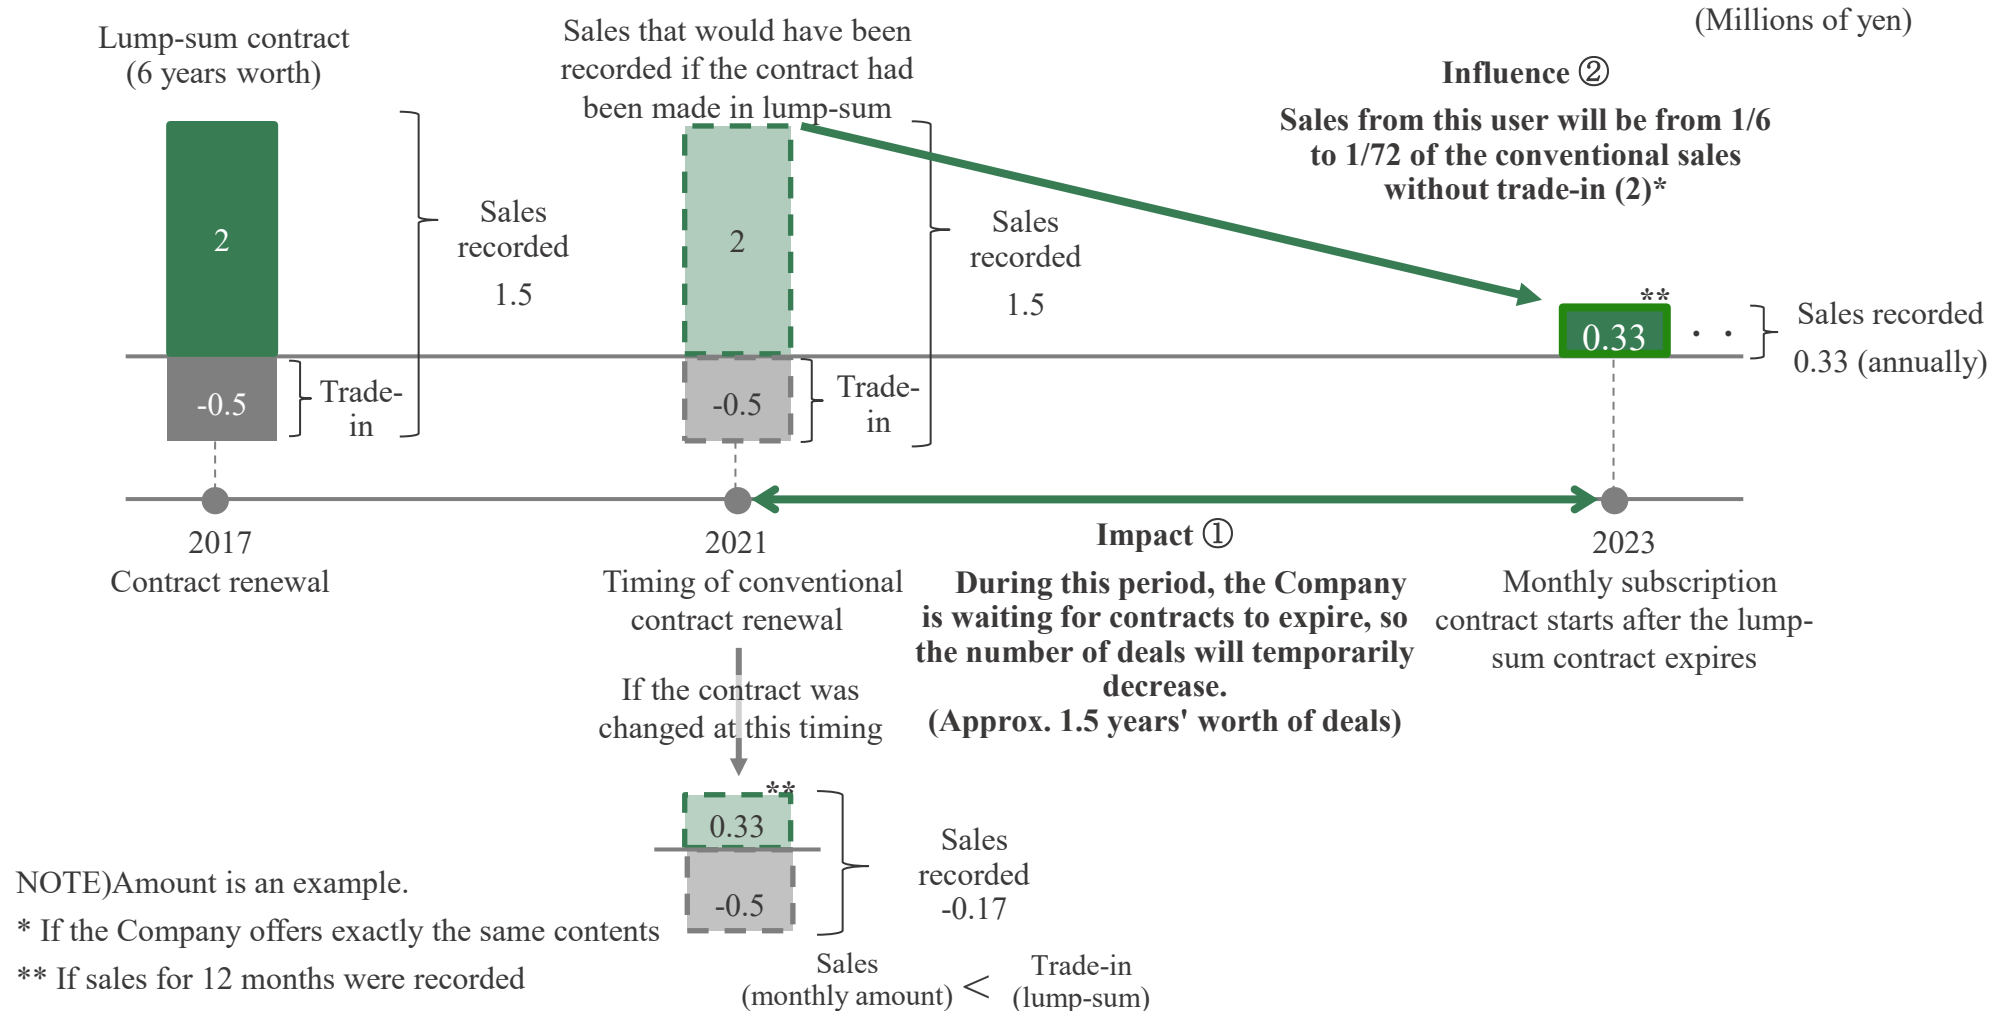 (Millions of yen)
Lump-sum contract
(6 years worth)
2
-0.5
Trade-
in
Sales
recorded
1.5
Sales that would have been
recorded if the contract had
been made in lump-sum
2
-0.5
Trade-
in
Sales
recorded
1.5
Influence ②
Sales from this user will be from 1/6
to 1/72 of the conventional sales
without trade-in (2)*
**
0.33
・・
Sales recorded
0.33 (annually)
2017
Contract renewal
2021
Timing of conventional
contract renewal
Impact ①
During this period, the Company
is waiting for contracts to expire, so
the number of deals will temporarily
decrease.
(Approx. 1.5 years' worth of deals)
2023
Monthly subscription
contract starts after the lump-
sum contract expires
If the contract was
changed at this timing
**
0.33
-0.5
Sales
recorded
-0.17
Sales
(monthly amount)
<
Trade-in
(lump-sum)
NOTE)Amount is an example.
* If the Company offers exactly the same contents
** If sales for 12 months were recorded